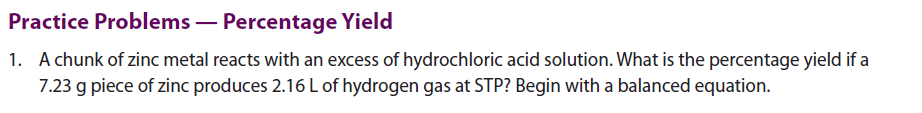 Practice Problems — Percentage Yield
1. A chunk of zinc metal reacts with an excess of hydrochloric acid solution. What is the percentage yield if a
7.23 g piece of zinc produces 2.16 L of hydrogen gas at STP? Begin with a balanced equation.